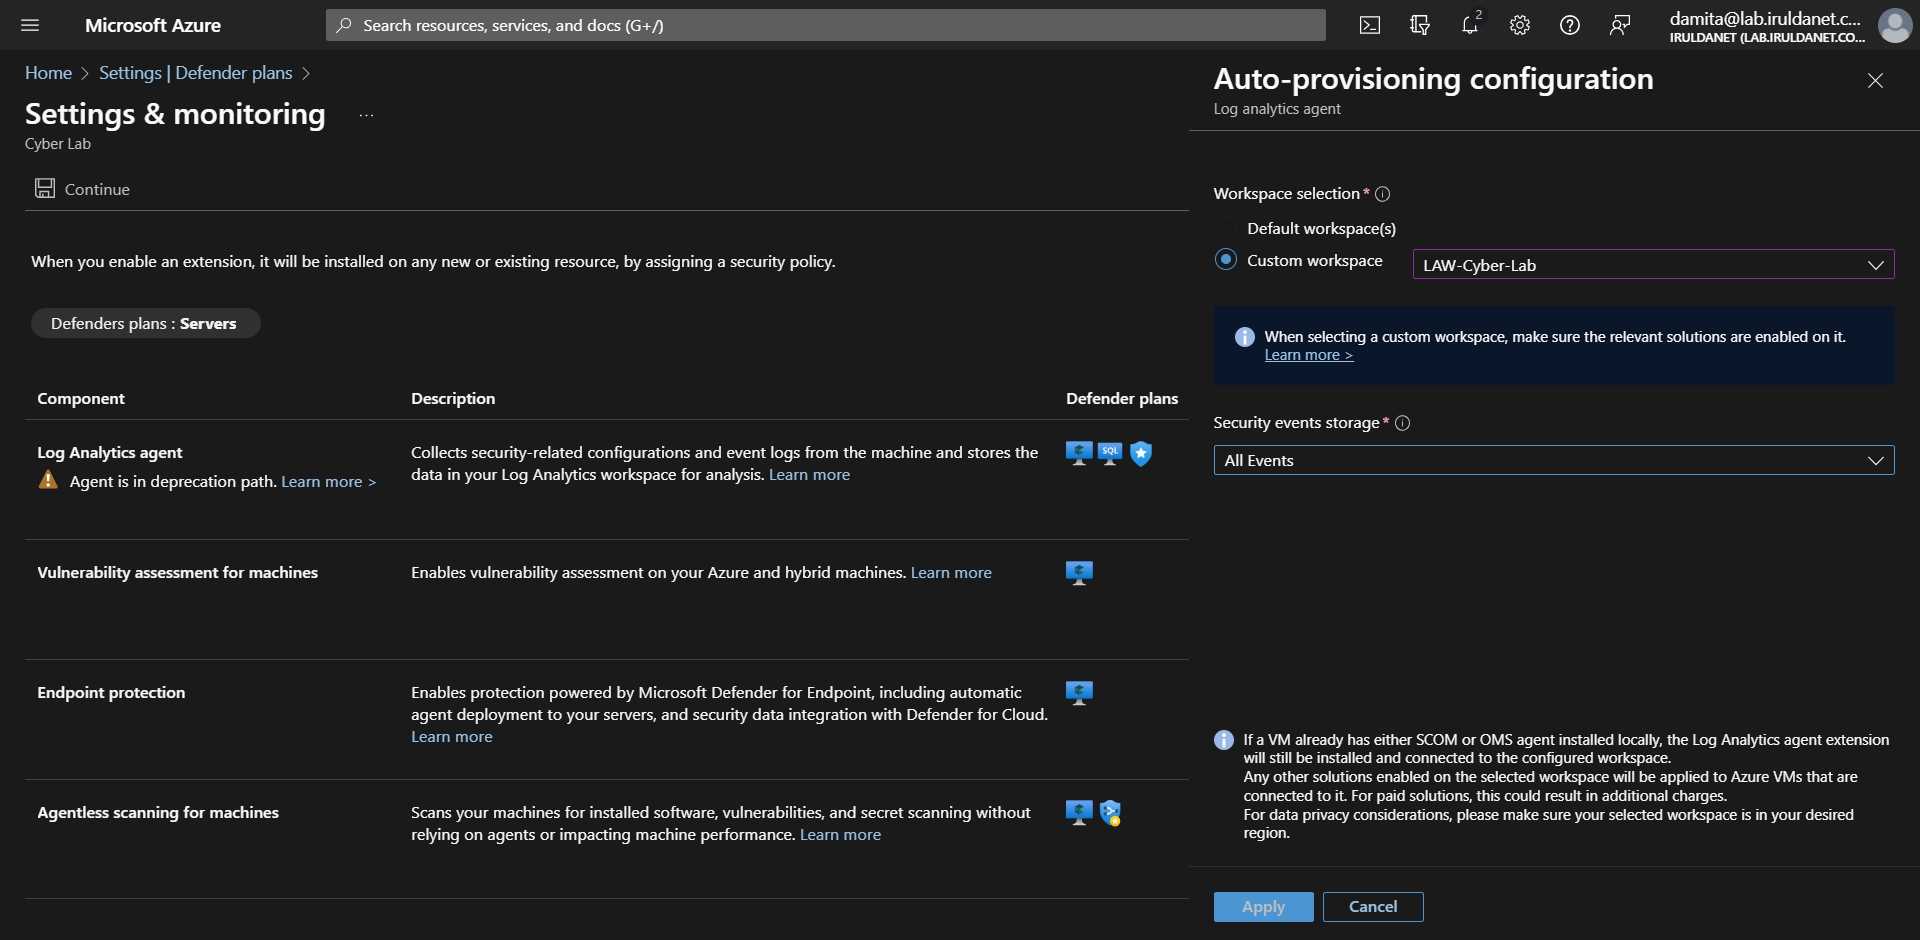 Microsoft Azure
Search resources, services, and docs (G+/)
2
damita@lab.iruldanet.c...
IRULDANET (LAB.IRULDANET.CO...
Home > Settings | Defender plans >
Settings & monitoring ...
Cyber Lab
Continue
When you enable an extension, it will be installed on any new or existing resource, by assigning a security policy.
Defenders plans : Servers
Component Description Defender plans
Log Analytics agent
Agent is in deprecation path. Learn more >
Collects security-related configurations and event logs from the machine and stores the
data in your Log Analytics workspace for analysis. Learn more
SQL
Vulnerability assessment for machines
Enables vulnerability assessment on your Azure and hybrid machines. Learn more
Endpoint protection
Enables protection powered by Microsoft Defender for Endpoint, including automatic
agent deployment to your servers, and security data integration with Defender for Cloud.
Learn more
Agentless scanning for machines
Scans your machines for installed software, vulnerabilities, and secret scanning without
relying on agents or impacting machine performance. Learn more
Auto-provisioning configuration
Log analytics agent
Workspace selection *
Default workspace(s)
Custom workspace
LAW-Cyber-Lab
When selecting a custom workspace, make sure the relevant solutions are enabled on it.
Learn more >
Security events storage *
All Events
If a VM already has either SCOM or OMS agent installed locally, the Log Analytics agent extension
will still be installed and connected to the configured workspace.
Any other solutions enabled on the selected workspace will be applied to Azure VMs that are
connected to it. For paid solutions, this could result in additional charges.
For data privacy considerations, please make sure your selected workspace is in your desired
region.
Apply
Cancel